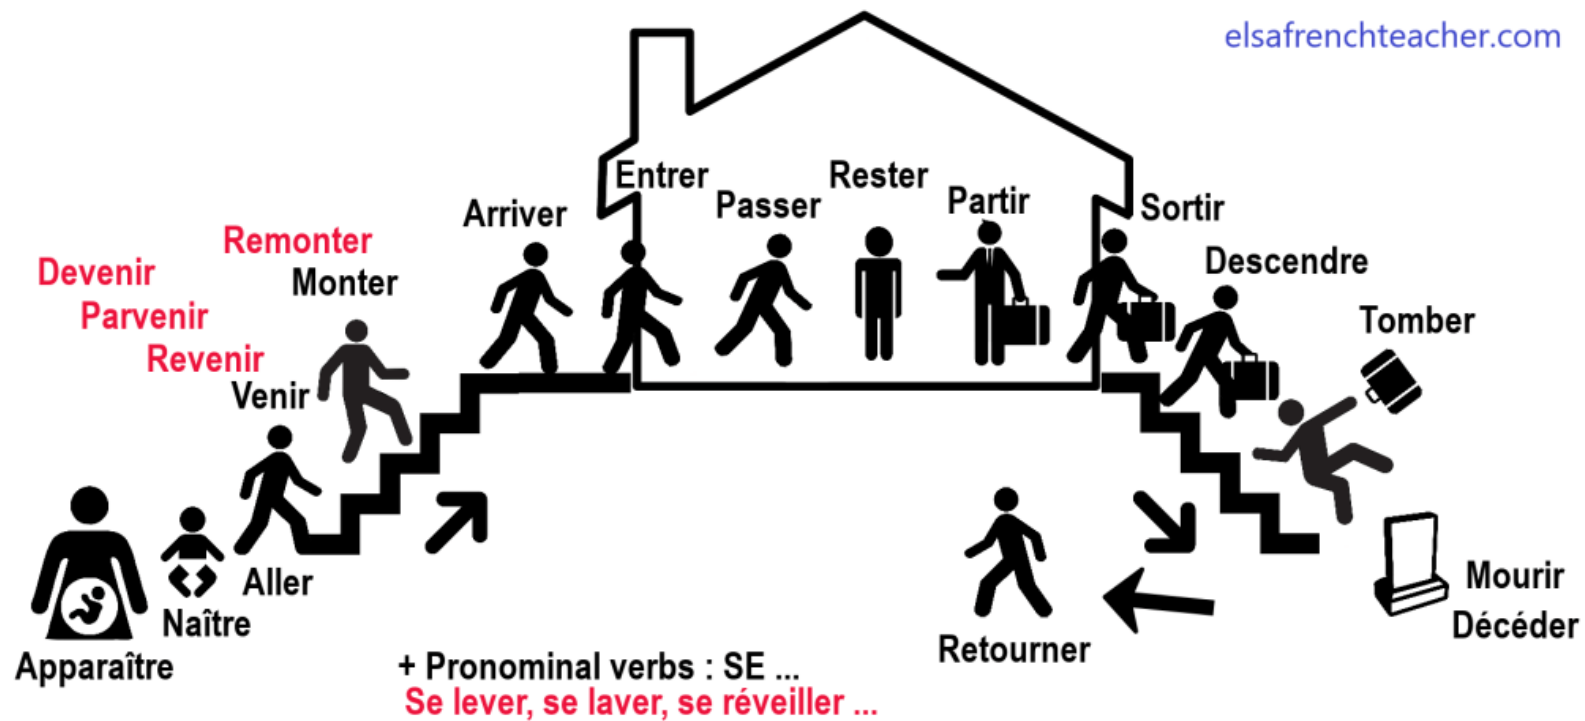 elsafrenchteacher.com
Entrer
Rester
Passer
Partir
Sortir
Arriver
Remonter
Devenir
Monter
Parvenir
Revenir
Venir
Descendre
Tomber
Aller
Naître
Apparaître
Mourir
Décéder
Retourner
+ Pronominal verbs : SE ...
Se lever, se laver, se réveiller ...